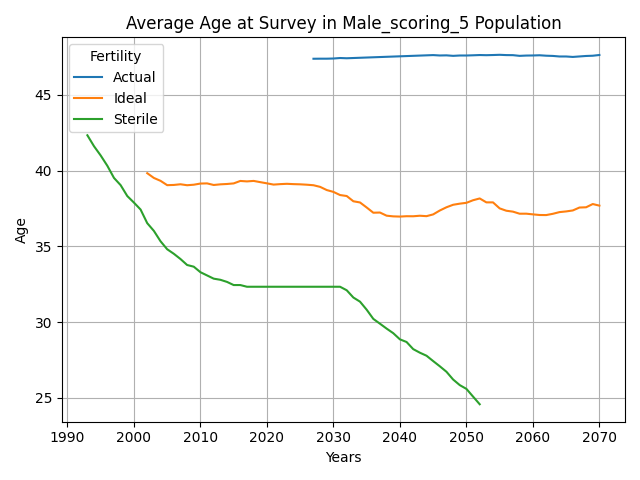 Average Age at Survey in Male_scoring_5 Population
Fertility
Actual
Ideal
Sterile
45
40
35
30
25
Age
1990 2000 2010 2020 2030 2040 2050 2060 2070
Years